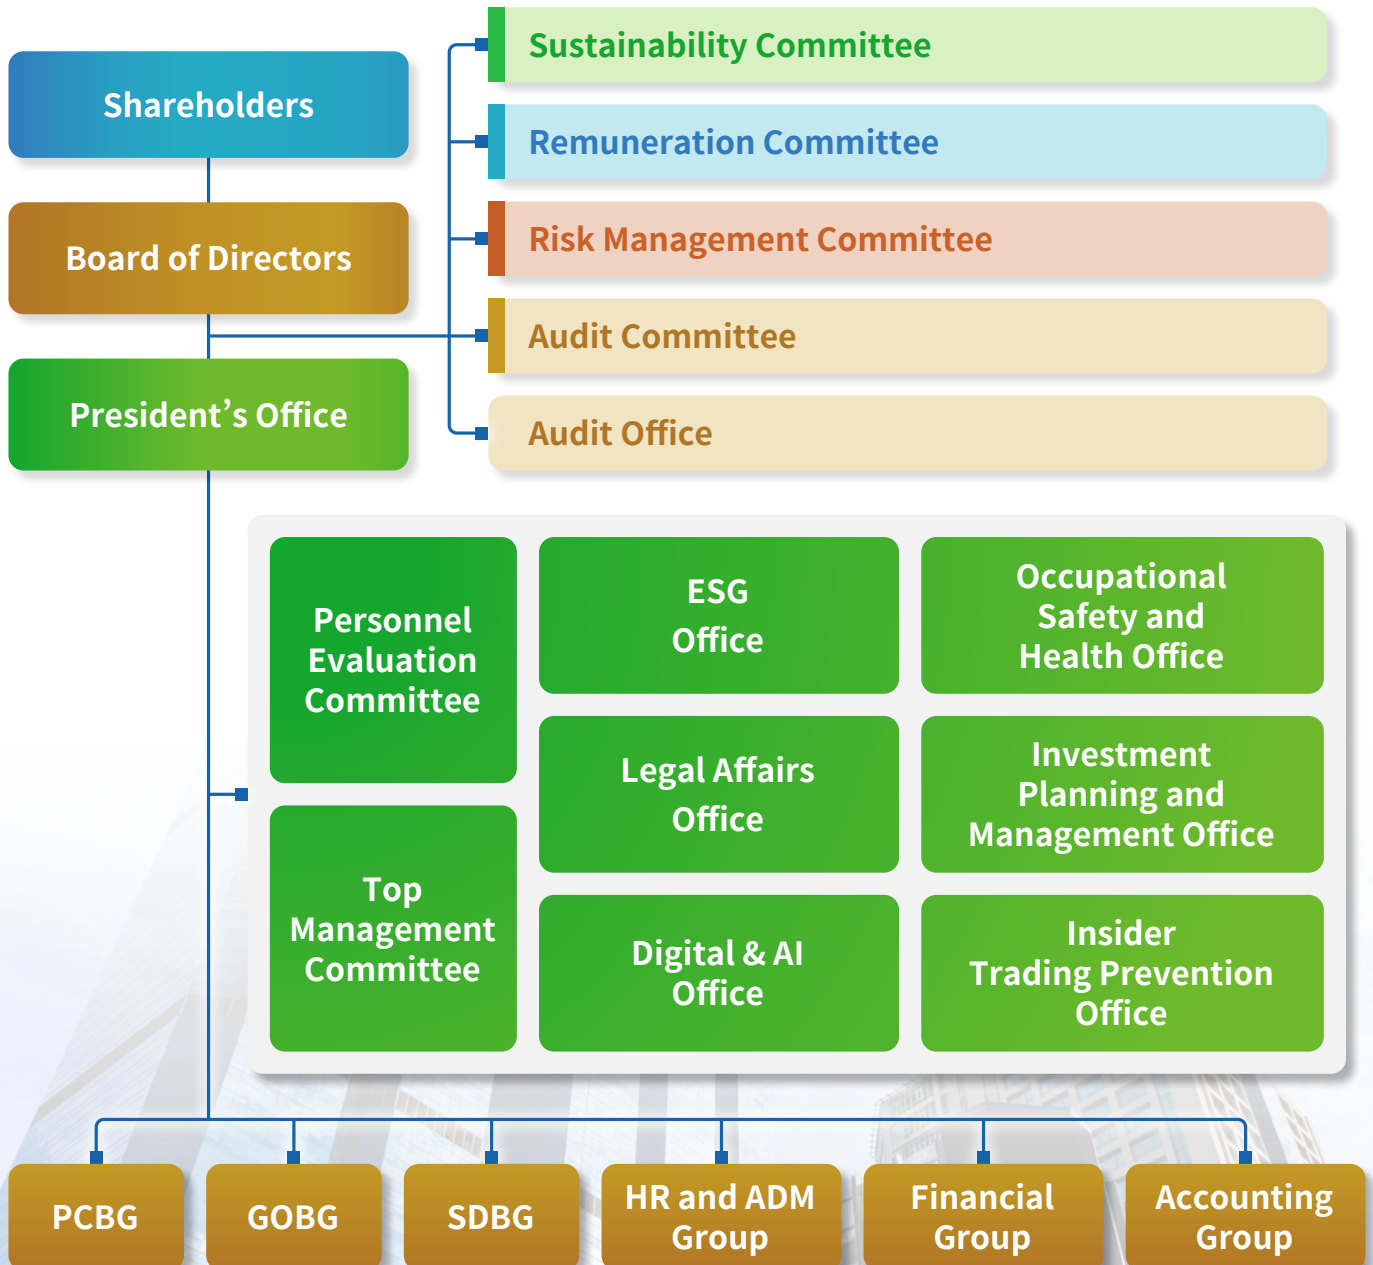 Shareholders
Board of Directors
President’s Office
Sustainability Committee
Remuneration Committee
Risk Management Committee
Audit Committee
Audit Office
Personnel
Evaluation
Committee
Top
Management
Committee
ESG
Office
Legal Affairs
Office
Digital & AI
Office
Occupational
Safety and
Health Office
Investment
Planning and
Management Office
Insider
Trading Prevention
Office
PCBG
GOBG
SDBG
HR and ADM
Group
Financial
Group
Accounting
Group